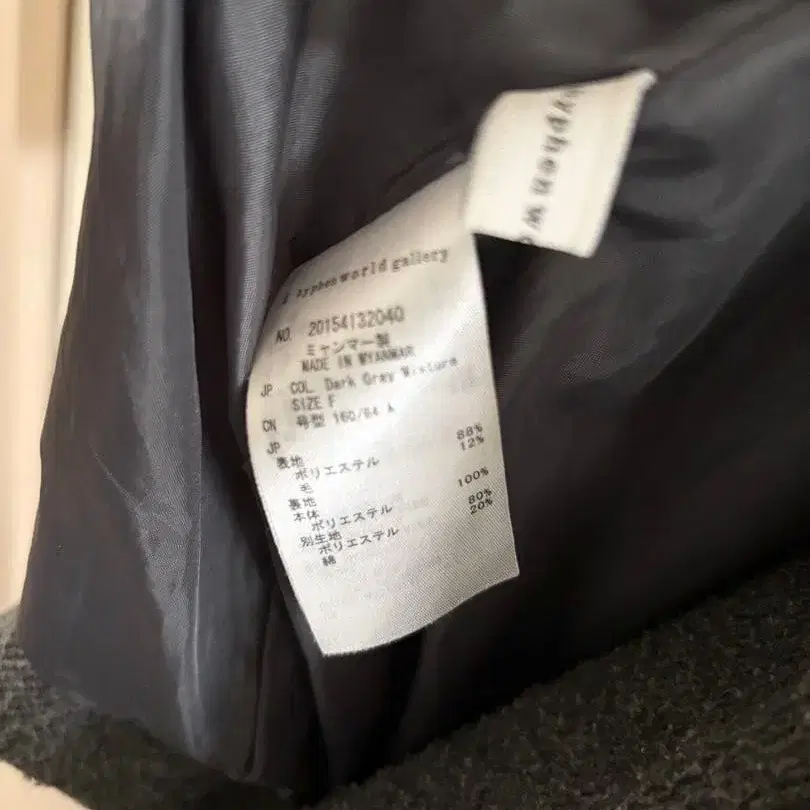 hyphen wo
hyphen world gallery
NO. 20154132040
ミャンマー製
MADE IN MYANMAR
JP COL. Dark Gray Mixture
SIZE F
CN 号型 160/84 A
JP
表地
ポリエステル 88%
毛 12%
裏地
本体
ポリエステル 100%
別生地
ポリエステル 80%
綿 20%